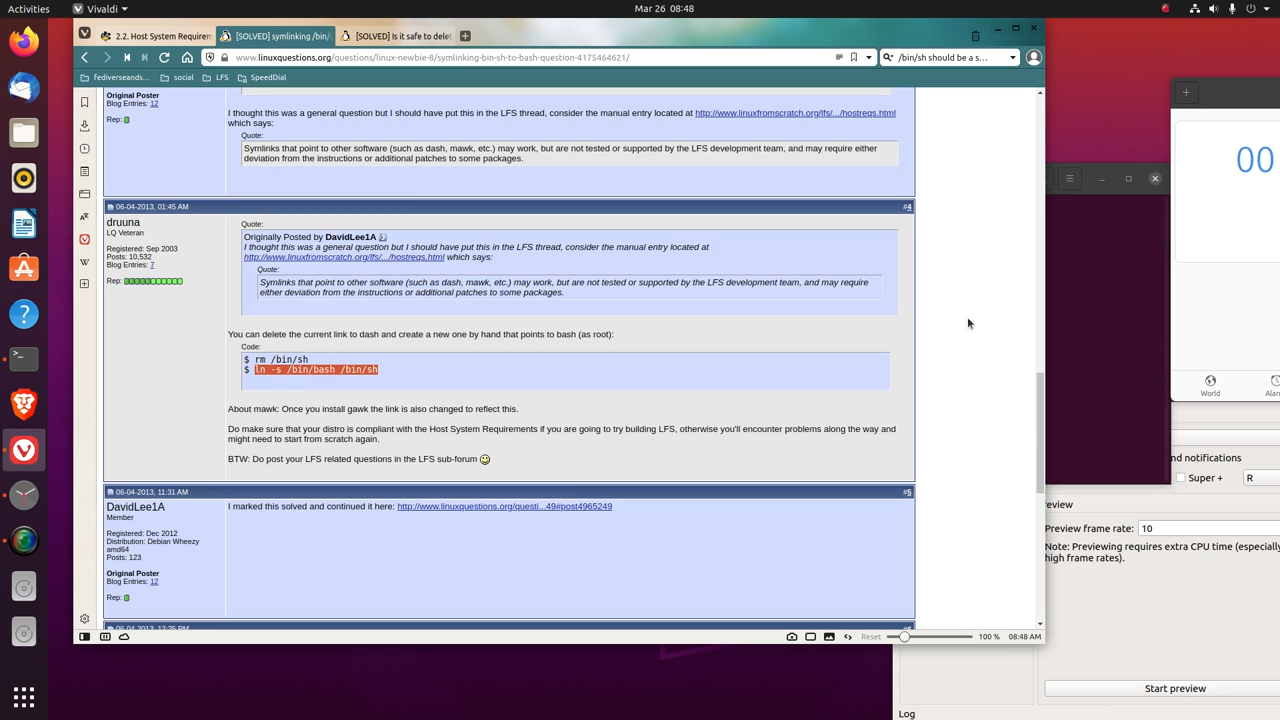 Activities
Vivaldi
Mar 26 08:48
2.2. Host System Requirem
[SOLVED] symlinking /bin/
[SOLVED] Is it safe to dele
www.linuxquestions.org/questions/linux-newbie-8/symlinking-bin-sh-to-bash-question-4175464621/
/bin/sh should be a s...
fediverseands...
social
LFS
SpeedDial
Original Poster
Blog Entries: 12
Rep:
I thought this was a general question but I should have put this in the LFS thread, consider the manual entry located at http://www.linuxfromscratch.org/lfs/.../hostreqs.html
which says:
Quote:
Symlinks that point to other software (such as dash, mawk, etc.) may work, but are not tested or supported by the LFS development team, and may require either
deviation from the instructions or additional patches to some packages.
06-04-2013, 01:45 AM
#4
druuna
LQ Veteran
Registered: Sep 2003
Posts: 10,532
Blog Entries: 7
Rep:
Quote:
Originally Posted by DavidLee1A
I thought this was a general question but I should have put this in the LFS thread, consider the manual entry located at
http://www.linuxfromscratch.org/lfs/.../hostreqs.html which says:
Quote:
Symlinks that point to other software (such as dash, mawk, etc.) may work, but are not tested or supported by the LFS development team, and may require
either deviation from the instructions or additional patches to some packages.
You can delete the current link to dash and create a new one by hand that points to bash (as root):
Code:
$ rm /bin/sh
$ ln -s /bin/bash /bin/sh
About mawk: Once you install gawk the link is also changed to reflect this.
Do make sure that your distro is compliant with the Host System Requirements if you are going to try building LFS, otherwise you'll encounter problems along the way and
might need to start from scratch again.
BTW: Do post your LFS related questions in the LFS sub-forum
06-04-2013, 11:31 AM
#5
DavidLee1A
Member
Registered: Dec 2012
Distribution: Debian Wheezy
amd64
Posts: 123
Original Poster
Blog Entries: 12
Rep:
I marked this solved and continued it here: http://www.linuxquestions.org/questi...49#post4965249
06-04-2013, 12:25 PM
Reset
100 %
08:48 AM
00
World
Alar
nd notifications
Super +
R
review
Preview frame rate:
10
Note: Previewing requires extra CPU time (especially
high frame rates).
Start preview
Log